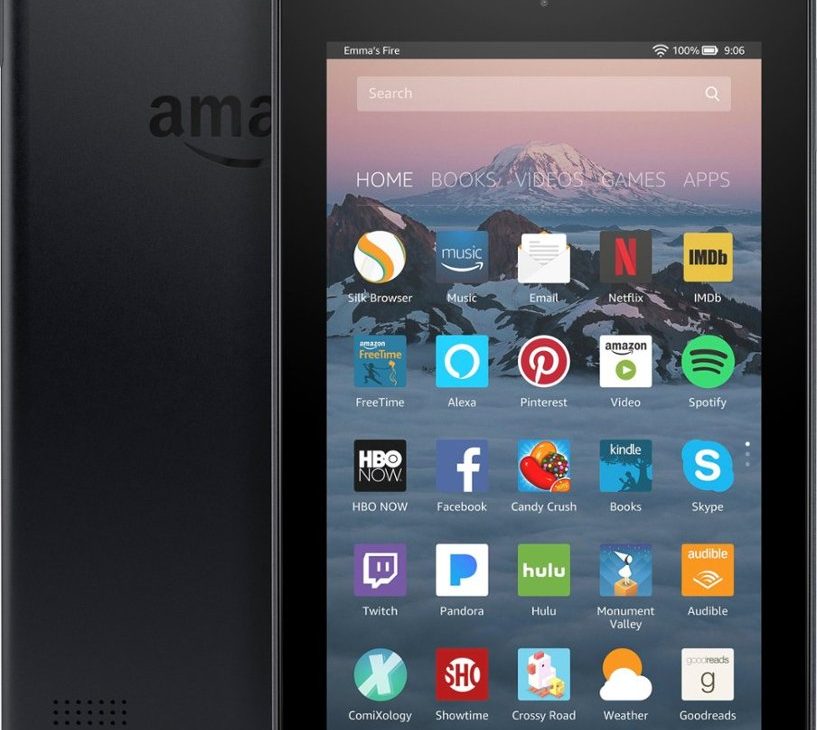 ama
Emma's Fire 100% 9:06
Search
HOME BOOKS VIDEOS GAMES APPS
music
IMDb
Silk Browser Music Email Netflix IMDb
amazon
FreeTime
amazon
FreeTime Alexa Pinterest Video Spotify
HBO
NOW
kindle
HBO NOW Facebook Candy Crush Books Skype
hulu
audible
Twitch Pandora Hulu Monument
Valley Audible
SHO
goodreads
g
ComiXology Showtime Crossy Road Weather Goodreads